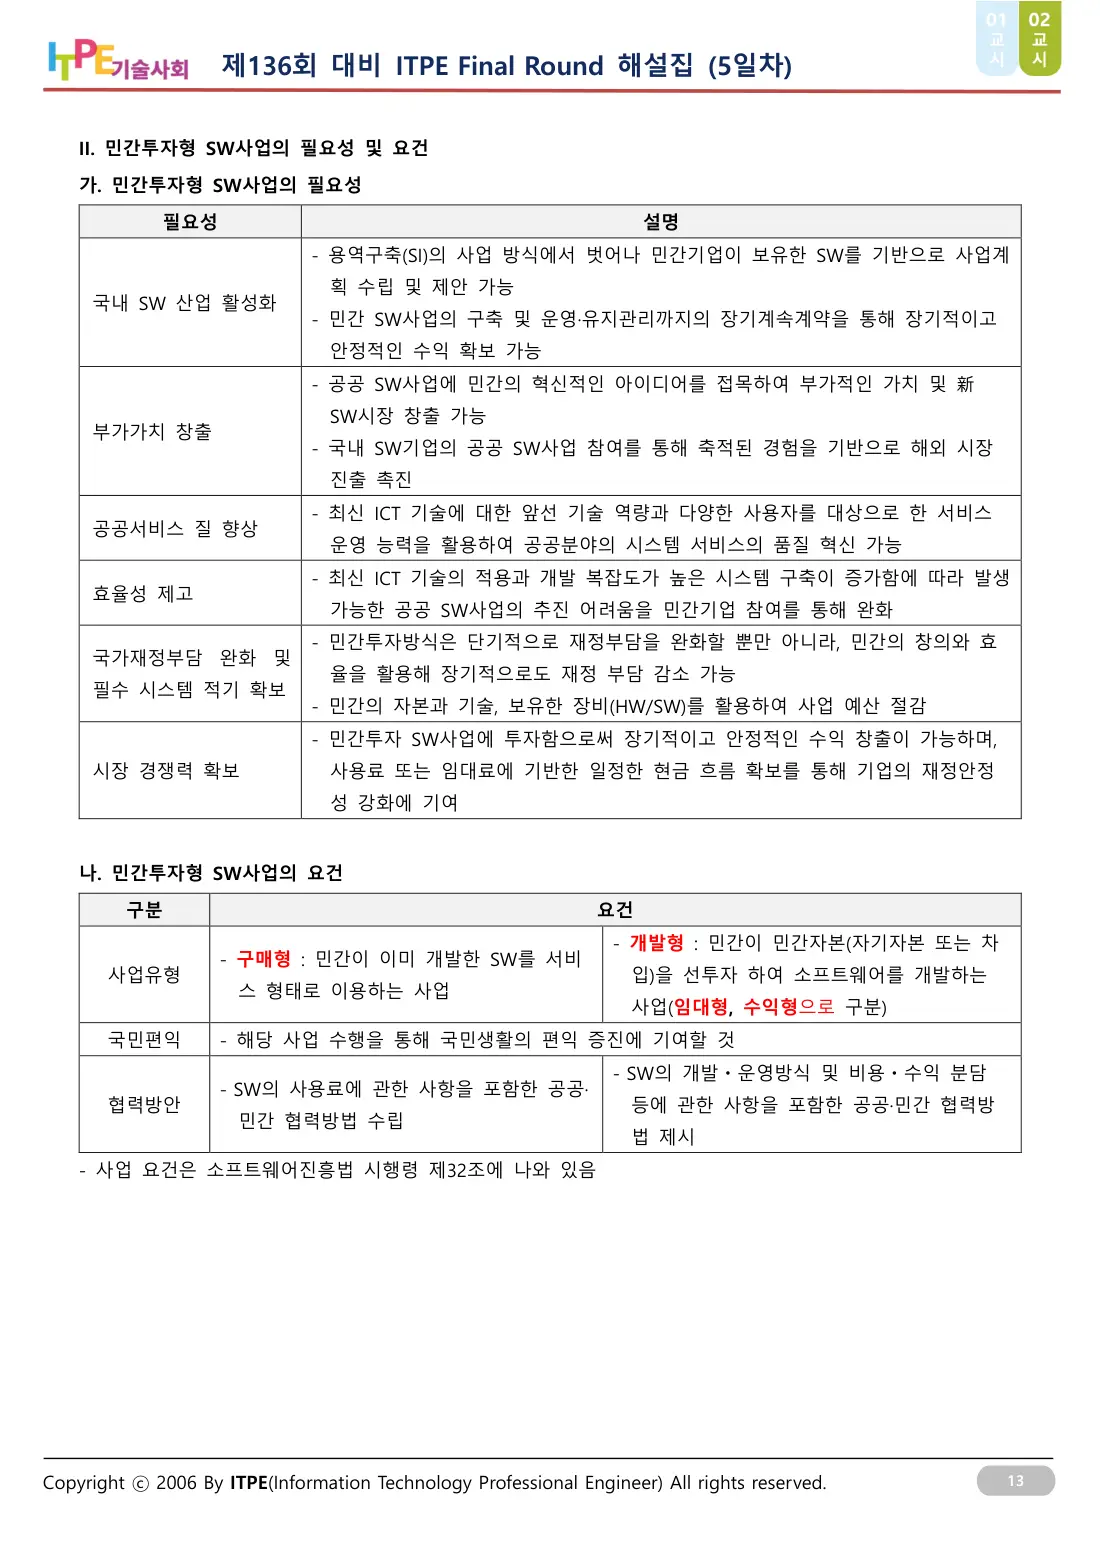 01
교
시
02
교
시
ITPE기술사회
제136회 대비 ITPE Final Round 해설집 (5일차)
II. 민간투자형 SW사업의 필요성 및 요건
가. 민간투자형 SW사업의 필요성
필요성
설명
국내 SW 산업 활성화
- 용역구축(SI)의 사업 방식에서 벗어나 민간기업이 보유한 SW를 기반으로 사업계
획 수립 및 제안 가능
- 민간 SW사업의 구축 및 운영·유지관리까지의 장기계속계약을 통해 장기적이고
안정적인 수익 확보 가능
부가가치 창출
- 공공 SW사업에 민간의 혁신적인 아이디어를 접목하여 부가적인 가치 및 新
SW시장 창출 가능
- 국내 SW기업의 공공 SW사업 참여를 통해 축적된 경험을 기반으로 해외 시장
진출 촉진
공공서비스 질 향상
- 최신 ICT 기술에 대한 앞선 기술 역량과 다양한 사용자를 대상으로 한 서비스
운영 능력을 활용하여 공공분야의 시스템 서비스의 품질 혁신 가능
효율성 제고
- 최신 ICT 기술의 적용과 개발 복잡도가 높은 시스템 구축이 증가함에 따라 발생
가능한 공공 SW사업의 추진 어려움을 민간기업 참여를 통해 완화
국가재정부담 완화 및
필수 시스템 적기 확보
- 민간투자방식은 단기적으로 재정부담을 완화할 뿐만 아니라, 민간의 창의와 효
율을 활용해 장기적으로도 재정 부담 감소 가능
- 민간의 자본과 기술, 보유한 장비(HW/SW)를 활용하여 사업 예산 절감
시장 경쟁력 확보
- 민간투자 SW사업에 투자함으로써 장기적이고 안정적인 수익 창출이 가능하며,
사용료 또는 임대료에 기반한 일정한 현금 흐름 확보를 통해 기업의 재정안정
성 강화에 기여
나. 민간투자형 SW사업의 요건
구분
요건
사업유형
- 구매형 : 민간이 이미 개발한 SW를 서비
스 형태로 이용하는 사업
- 개발형 : 민간이 민간자본(자기자본 또는 차
입)을 선투자 하여 소프트웨어를 개발하는
사업(임대형, 수익형으로 구분)
국민편익
- 해당 사업 수행을 통해 국민생활의 편익 증진에 기여할 것
협력방안
- SW의 사용료에 관한 사항을 포함한 공공·
민간 협력방법 수립
- SW의 개발・운영방식 및 비용・수익 분담
등에 관한 사항을 포함한 공공·민간 협력방
법 제시
- 사업 요건은 소프트웨어진흥법 시행령 제32조에 나와 있음
Copyright ⓒ 2006 By ITPE(Information Technology Professional Engineer) All rights reserved.
13